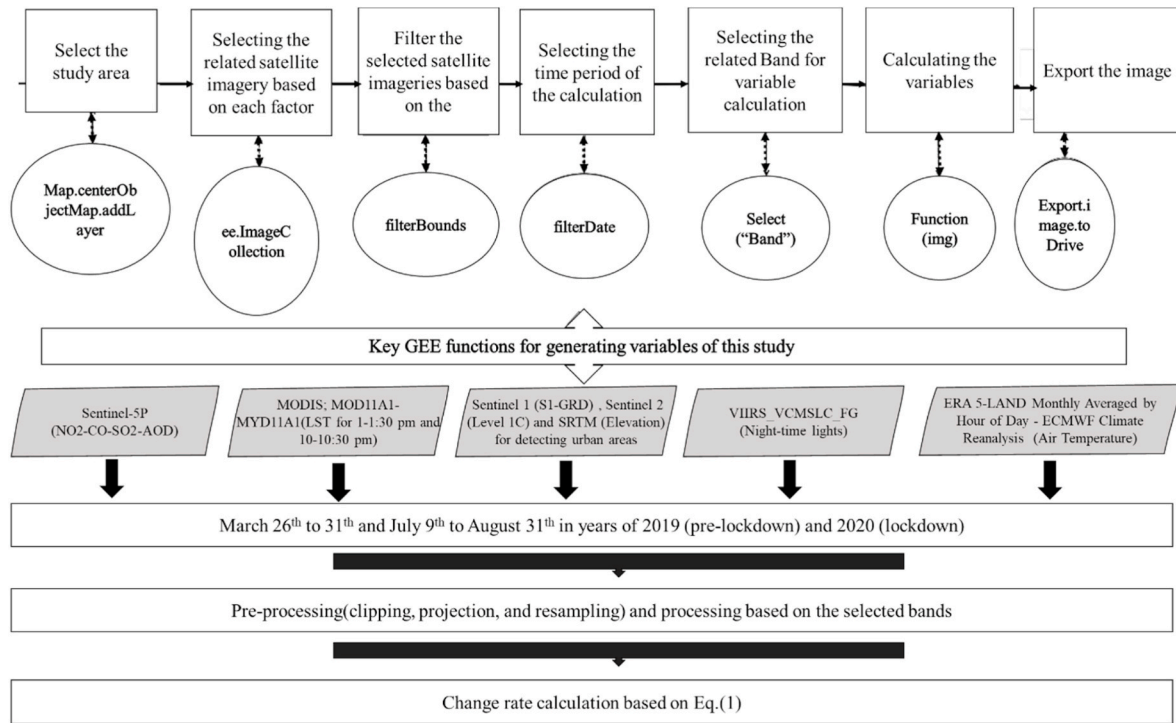 Select the
study area
Selecting the
related satellite
imagery based
on each factor
Filter the
selected satellite
imageries based
on the
Selecting the
time period of
the calculation
Selecting the
related Band for
variable
calculation
Calculating the
variables
Export the image
Map.centerOb
jectMap.addL
ayer
ee.ImageC
ollection
filterBounds
filterDate
Select
(“Band”)
Function
(img)
Export.i
mage.to
Drive
Key GEE functions for generating variables of this study
Sentinel-5P
(NO2-CO-SO2-AOD)
MODIS; MOD11A1-
MYD11A1(LST for 1-1:30 pm and
10-10:30 pm)
Sentinel 1 (S1-GRD) , Sentinel 2
(Level 1C) and SRTM (Elevation)
for detecting urban areas
VIIRS_VCMSLC_FG
(Night-time lights)
ERA 5-LAND Monthly Averaged by
Hour of Day - ECMWF Climate
Reanalysis (Air Temperature)
March 26th to 31th and July 9th to August 31th in years of 2019 (pre-lockdown) and 2020 (lockdown)
Pre-processing(clipping, projection, and resampling) and processing based on the selected bands
Change rate calculation based on Eq.(1)